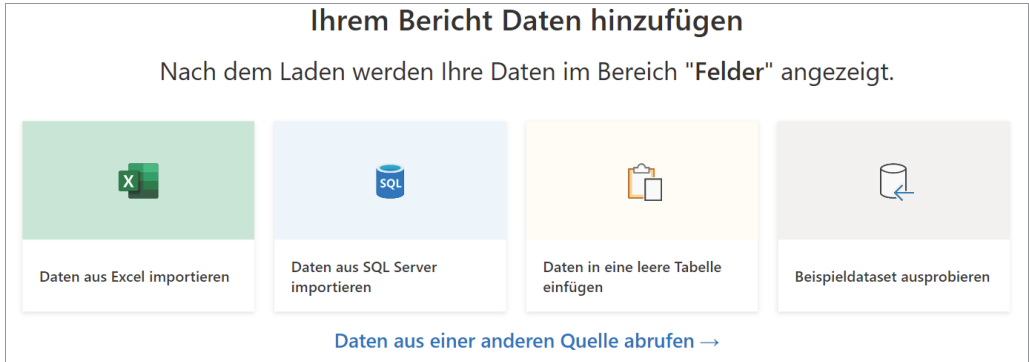 Ihrem Bericht Daten hinzufügen
Nach dem Laden werden Ihre Daten im Bereich "Felder" angezeigt.
X
SQL
Daten aus Excel importieren
Daten aus SQL Server
importieren
Daten in eine leere Tabelle
einfügen
Beispieldataset ausprobieren
Daten aus einer anderen Quelle abrufen →